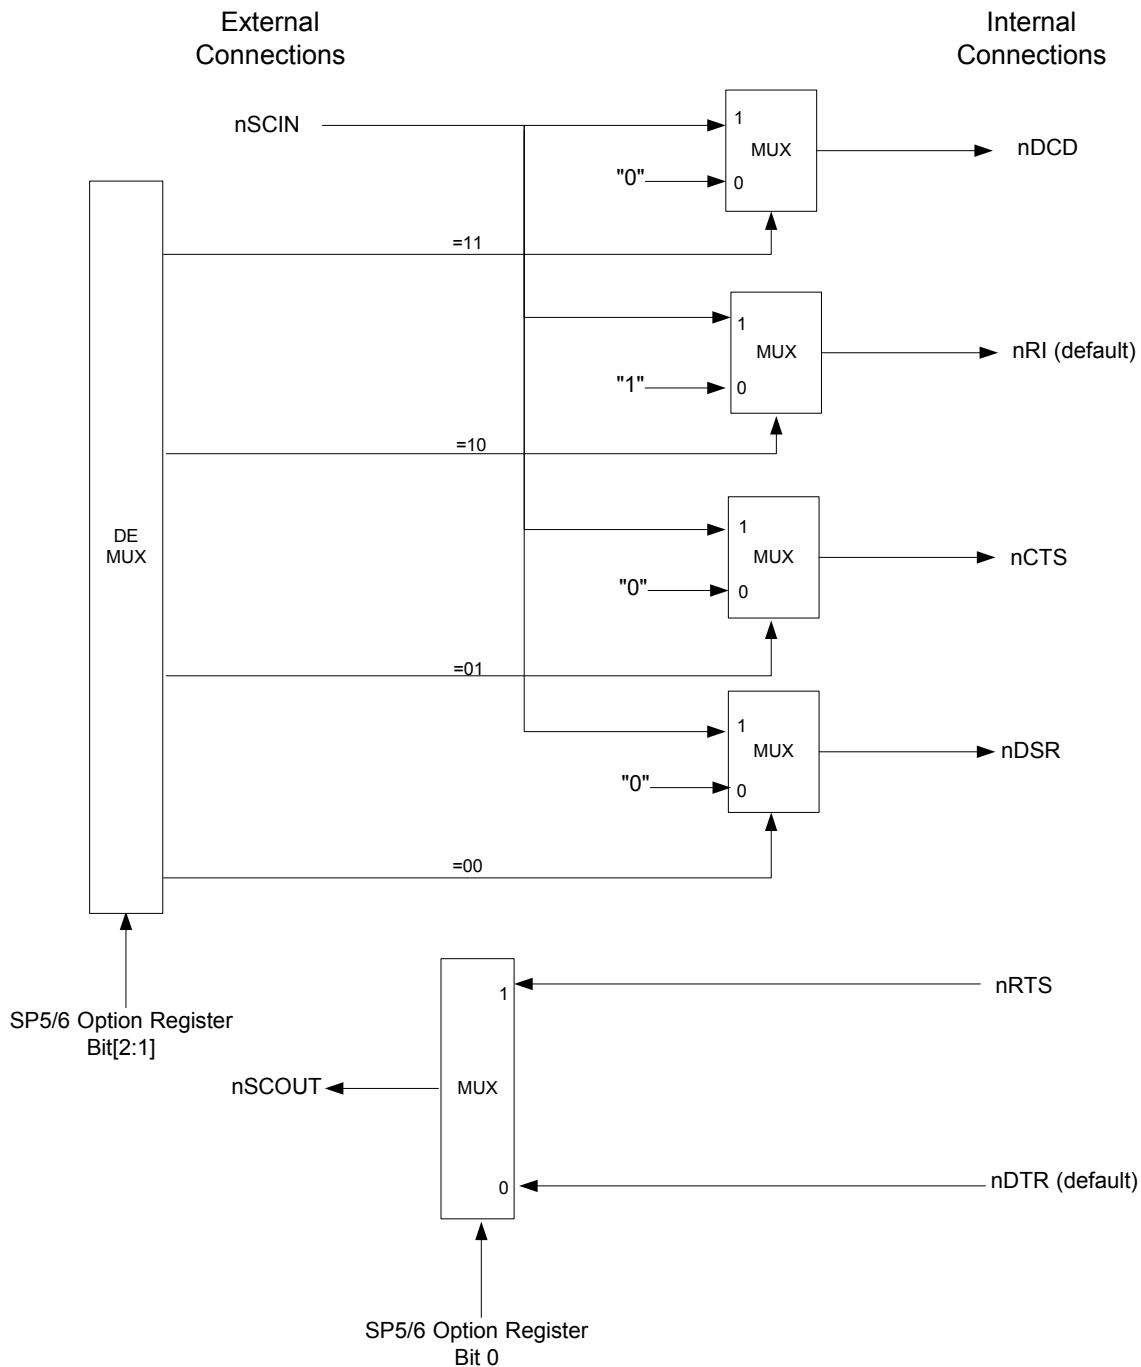 External
Connections
Internal
Connections
nSCIN
1
MUX
nDCD
"0"
0
=11
1
MUX
nRI (default)
"1"
0
=10
1
DE
MUX
MUX
nCTS
"0"
0
=01
1
MUX
nDSR
"0"
0
=00
1
nRTS
SP5/6 Option Register
Bit[2:1]
nSCOUT
MUX
0
nDTR (default)
SP5/6 Option Register
Bit 0